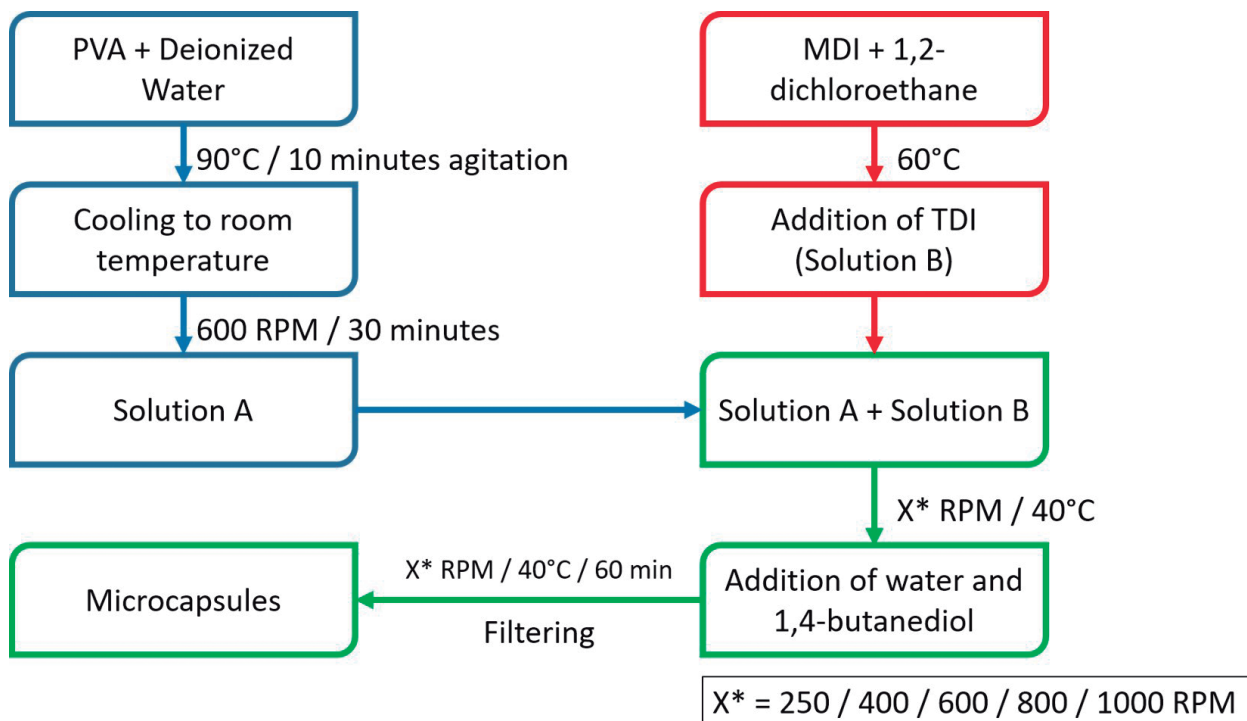 PVA + Deionized
Water
90°C / 10 minutes agitation
Cooling to room
temperature
600 RPM / 30 minutes
Solution A
MDI + 1,2-
dichloroethane
60°C
Addition of TDI
(Solution B)
Solution A + Solution B
X* RPM / 40°C
Addition of water and
1,4-butanediol
X* RPM / 40°C / 60 min
Filtering
Microcapsules
X* = 250 / 400 / 600 / 800 / 1000 RPM